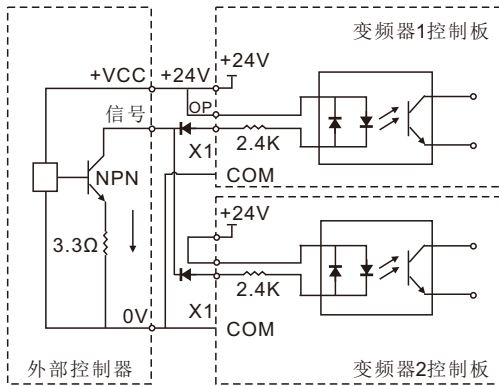 变频器1控制板
+24V
+VCC
+24V
OP
信号
X1
2.4K
COM
NPN
+24V
3.3Ω
2.4K
X1
0V
COM
外部控制器
变频器2控制板